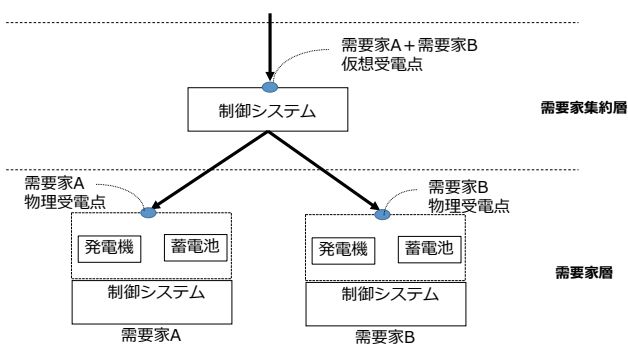 需要家A＋需要家B
仮想受電点
制御システム
需要家集約層
需要家A
物理受電点
需要家B
物理受電点
発電機
蓄電池
発電機
蓄電池
需要家層
制御システム
制御システム
需要家A
需要家B